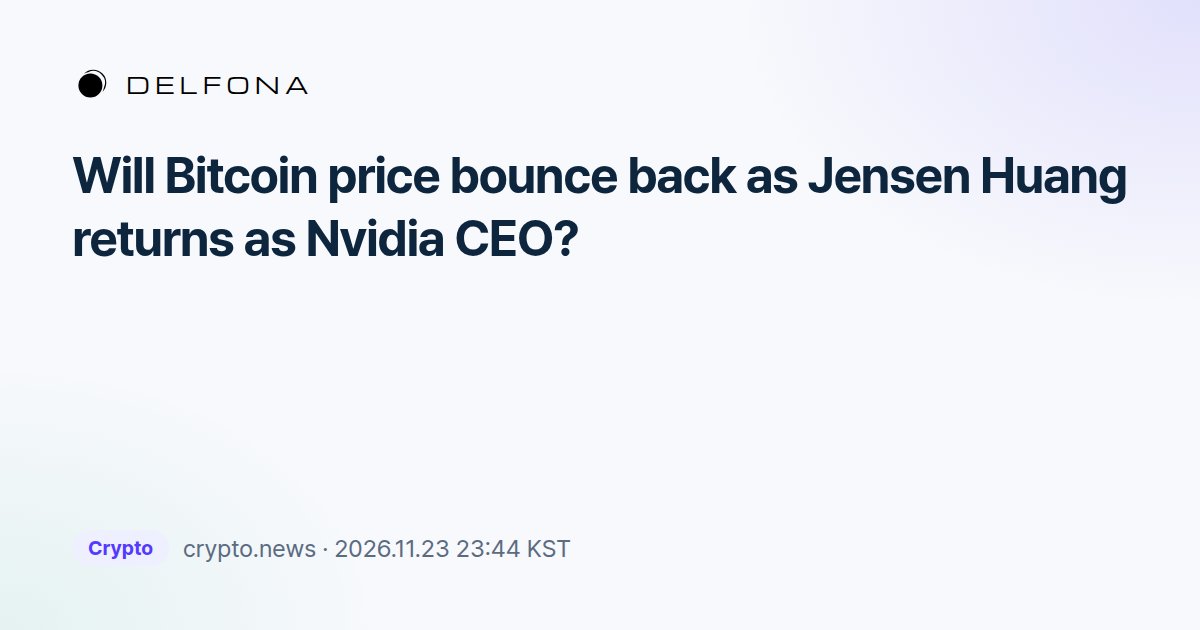 DELFONA
Will Bitcoin price bounce back as Jensen Huang
returns as Nvidia CEO?
Crypto crypto.news · 2026.11.23 23:44 KST